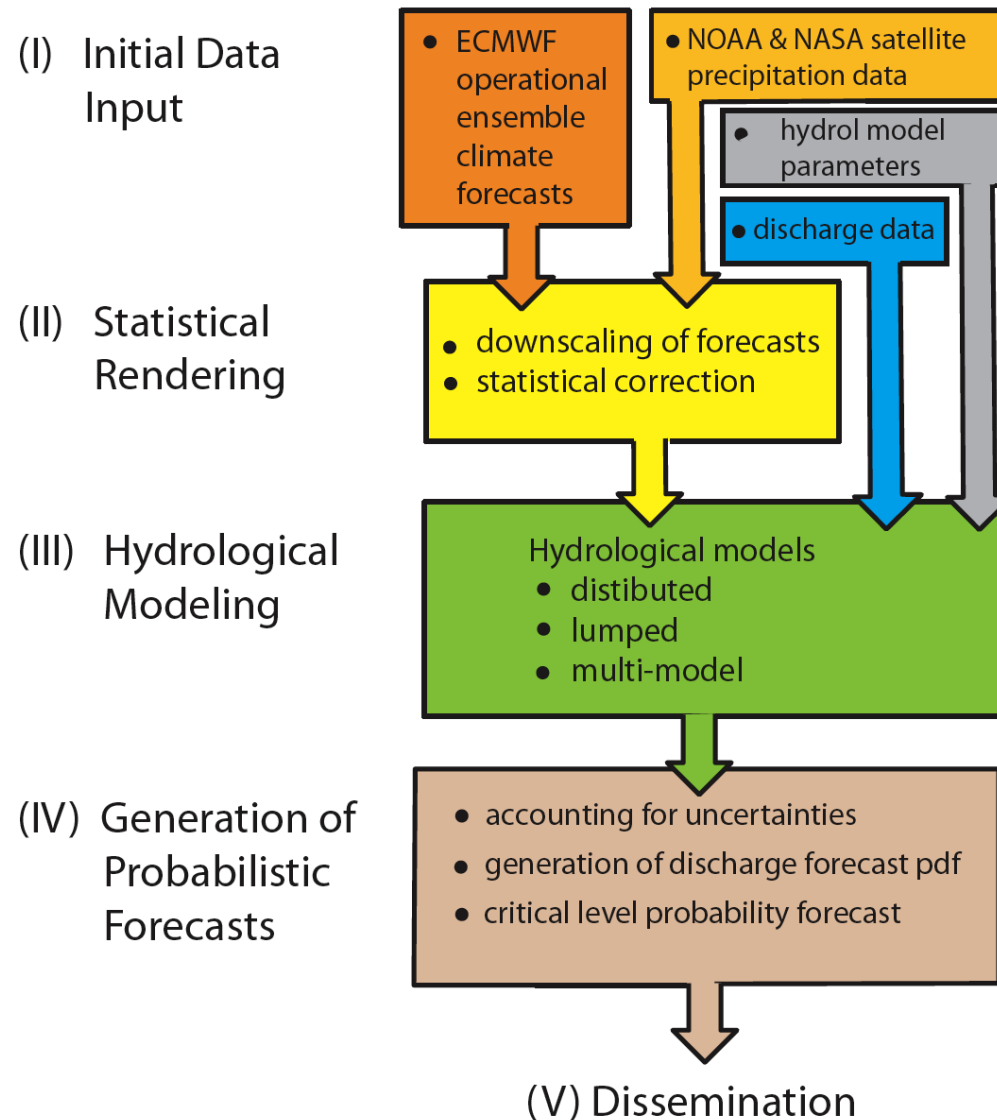 (I) Initial Data
Input
• ECMWF
operational
ensemble
climate
forecasts
• NOAA & NASA satellite
precipitation data
• hydrol model
parameters
• discharge data
(II) Statistical
Rendering
• downscaling of forecasts
• statistical correction
(III) Hydrological
Modeling
Hydrological models
• distibuted
• lumped
• multi-model
(IV) Generation of
Probabilistic
Forecasts
• accounting for uncertainties
• generation of discharge forecast pdf
• critical level probability forecast
(V) Dissemination